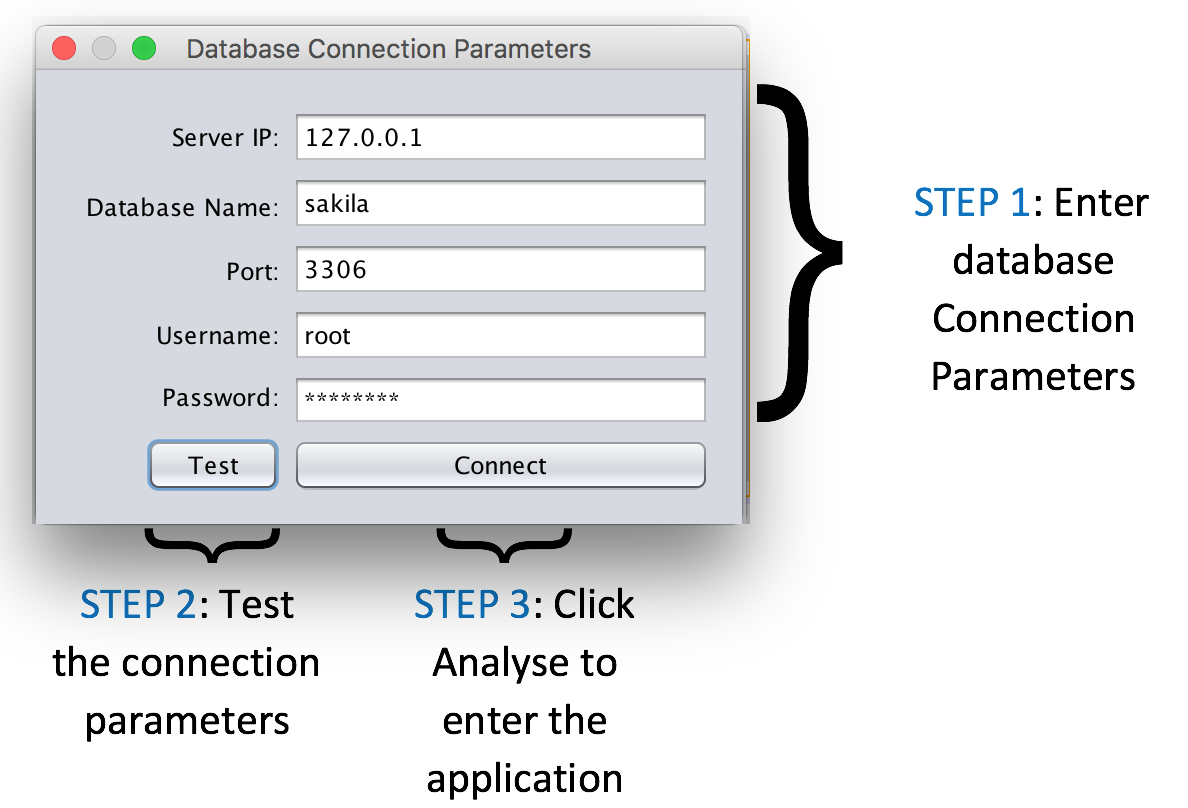 Database Connection Parameters
Server IP: 127.0.0.1
Database Name: sakila
Port: 3306
Username: root
Password: ********
Test Connect
STEP 1: Enter
database
Connection
Parameters
STEP 2: Test
the connection
parameters
STEP 3: Click
Analyse to
enter the
application